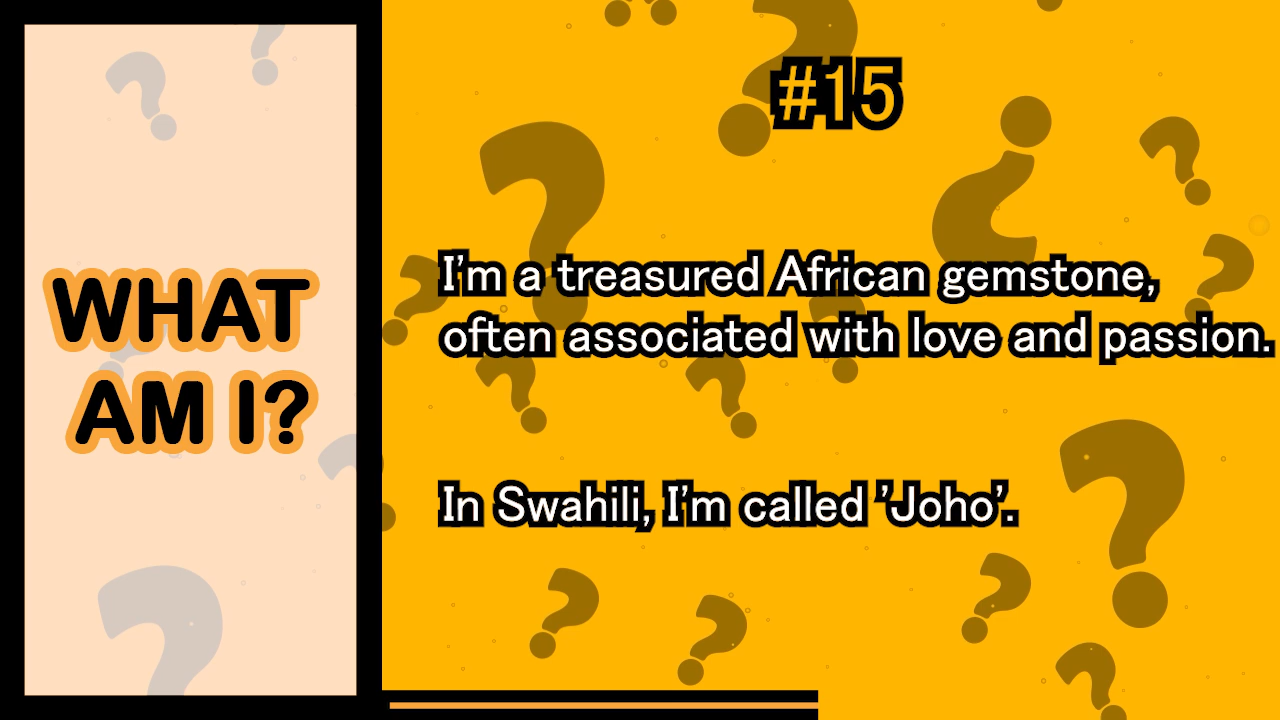 WHAT
AM I?
#15
I'm a treasured African gemstone,
often associated with love and passion.
In Swahili, I'm called 'Joho'.